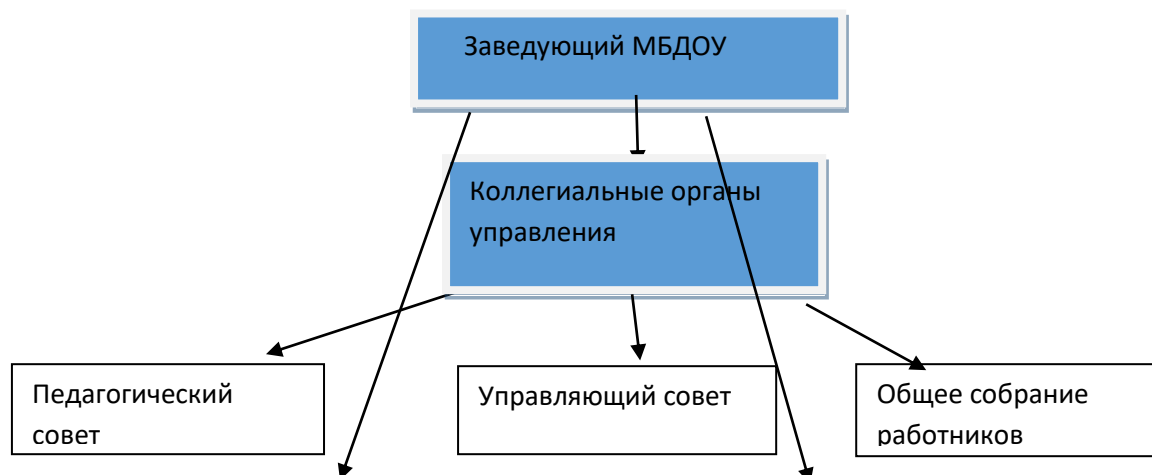 Заведующий МБДОУ
Коллегиальные органы
управления
Педагогический
совет
Управляющий совет
Общее собрание
работников